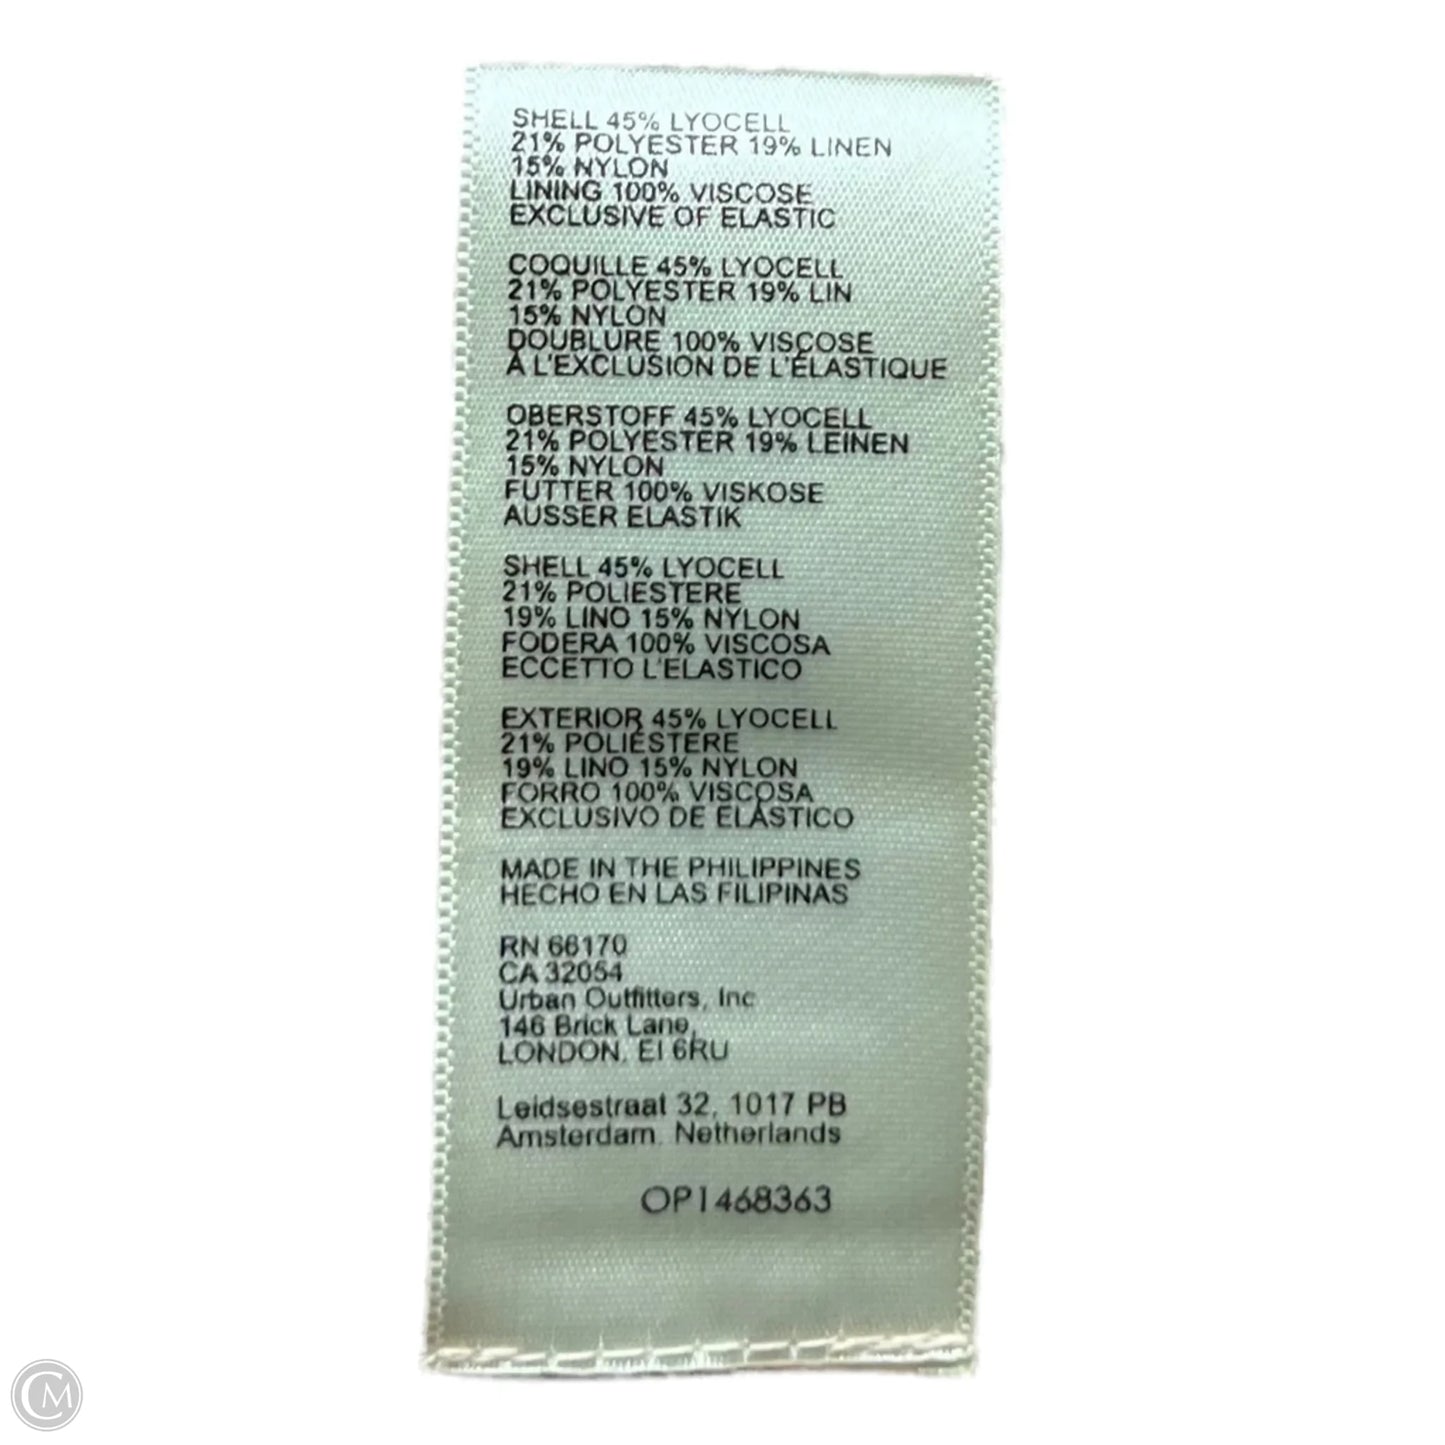 SHELL 45% LYOCELL
21% POLYESTER 19% LINEN
15% NYLON
LINING 100% VISCOSE
EXCLUSIVE OF ELASTIC
COQUILLE 45% LYOCELL
21% POLYESTER 19% LIN
15% NYLON
DOUBLURE 100% VISCOSE
À L'EXCLUSION DE L'ÉLASTIQUE
OBERSTOFF 45% LYOCELL
21% POLYESTER 19% LEINEN
15% NYLON
FUTTER 100% VISKOSE
AUSSER ELASTIK
SHELL 45% LYOCELL
21% POLIESTERE
19% LINO 15% NYLON
FODERA 100% VISCOSA
ECCETTO L'ELASTICO
EXTERIOR 45% LYOCELL
21% POLIÉSTERE
19% LINO 15% NYLON
FORRO 100% VISCOSA
EXCLUSIVO DE ELÁSTICO
MADE IN THE PHILIPPINES
HECHO EN LAS FILIPINAS
RN 66170
CA 32054
Urban Outfitters, Inc
146 Brick Lane,
LONDON, EI 6RU
Leidsestraat 32, 1017 PB
Amsterdam, Netherlands
OP1468363
CM